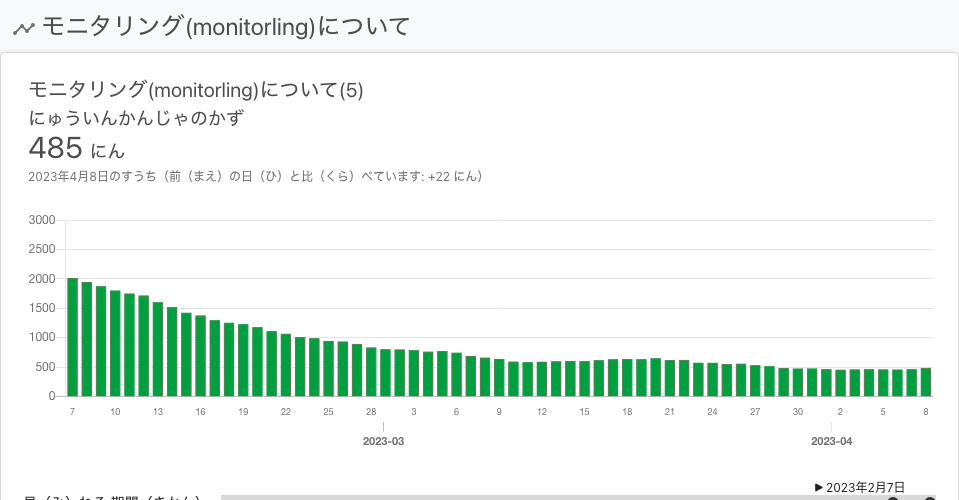 モニタリング(monitorling)について
モニタリング(monitorling)について(5)
にゅういんかんじゃのかず
485 にん
2023年4月8日のすうち（前（まえ）の日（ひ）と比（くら）べています: +22 にん）
3000
2500
2000
1500
1000
500
0
7 10 13 16 19 22 25 28 3 6 9 12 15 18 21 24 27 30 2 5 8
2023-03 2023-04
▶ 2023年2月7日